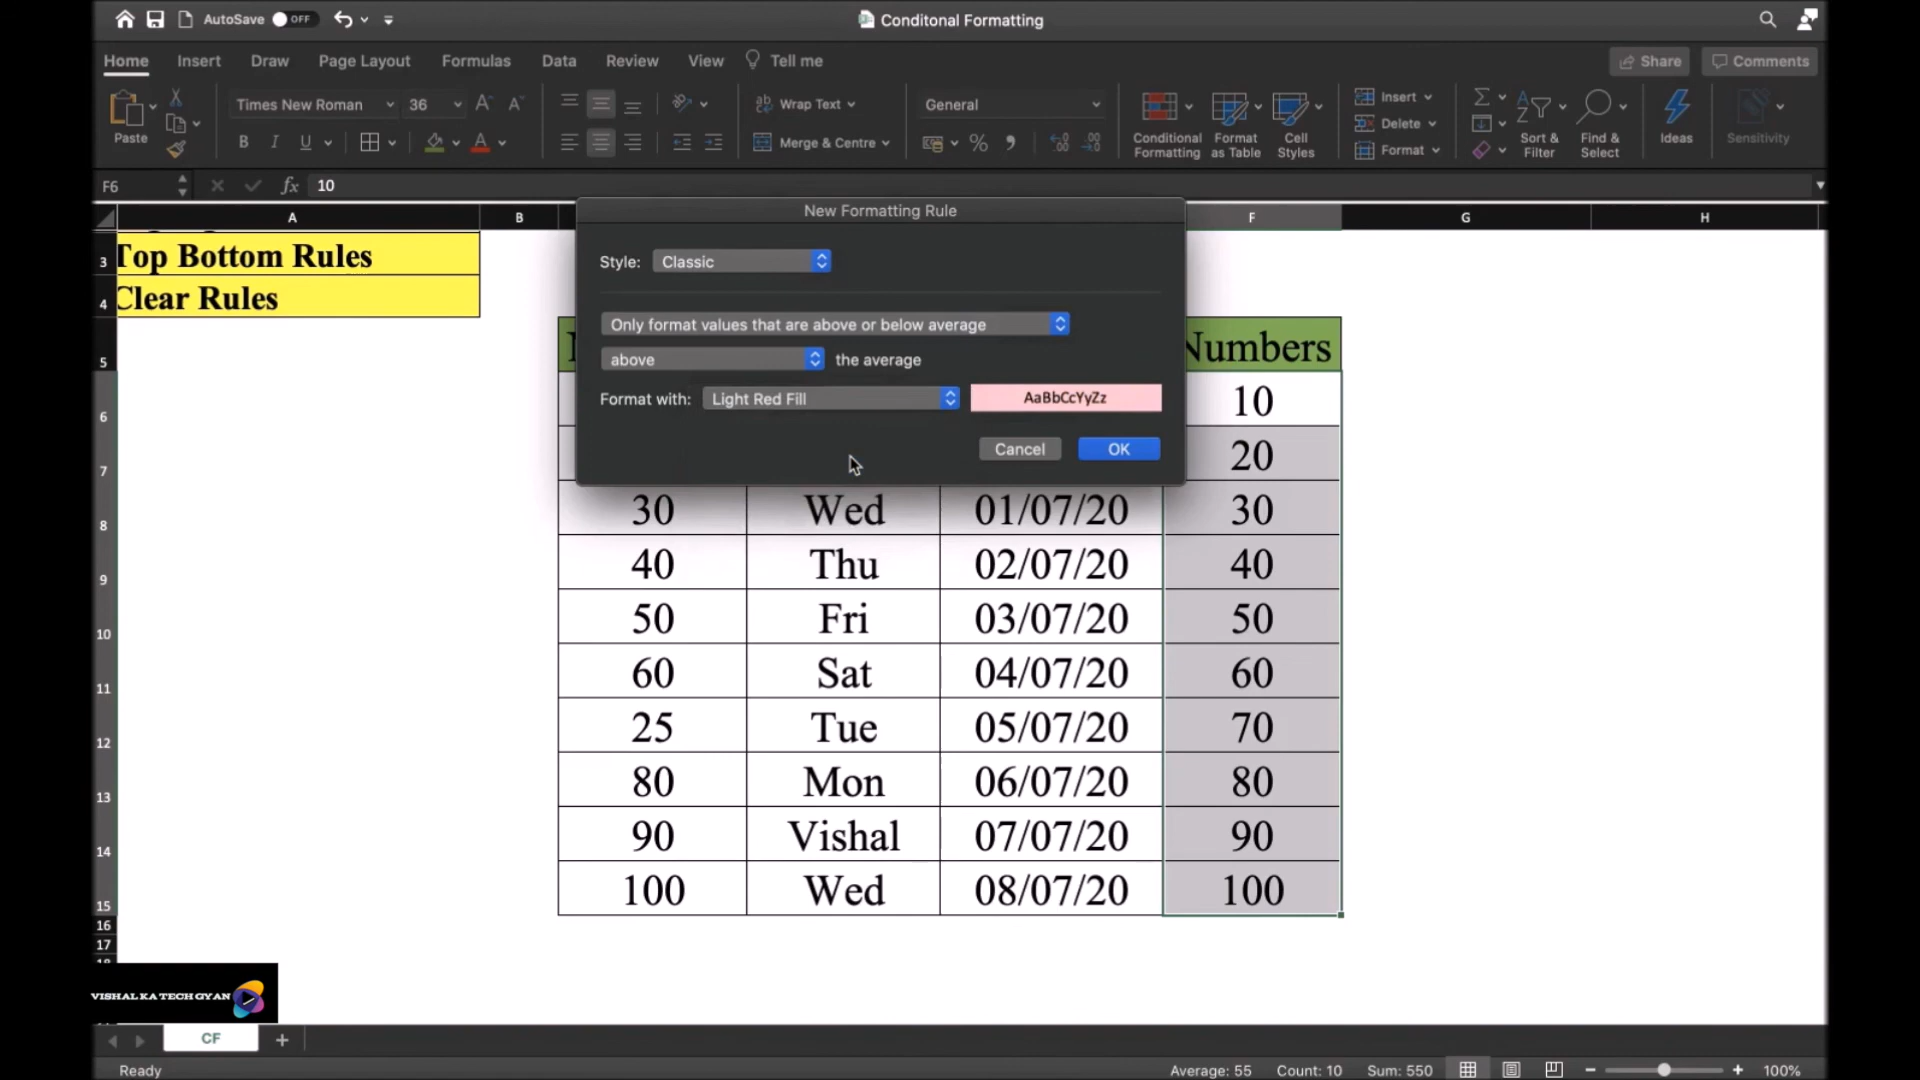 AutoSave OFF
Conditonal Formatting
Home Insert Draw Page Layout Formulas Data Review View Tell me
Share Comments
Paste
Times New Roman 36
B I U
Wrap Text
Merge & Centre
General
%
Conditional Formatting
Format as Table
Cell Styles
Insert
Delete
Format
Sort & Filter
Find & Select
Ideas
Sensitivity
F6 fx 10
A B F G H
New Formatting Rule
Style: Classic
Only format values that are above or below average
above the average
Format with: Light Red Fill AaBbCcYyZz
Cancel OK
3 Top Bottom Rules
4 Clear Rules
5 Numbers
6 10
7 20
8 30 Wed 01/07/20 30
9 40 Thu 02/07/20 40
10 50 Fri 03/07/20 50
11 60 Sat 04/07/20 60
12 25 Tue 05/07/20 70
13 80 Mon 06/07/20 80
14 90 Vishal 07/07/20 90
15 100 Wed 08/07/20 100
16
17
VISHAL KA TECH GYAN
CF
Ready
Average: 55 Count: 10 Sum: 550 100%